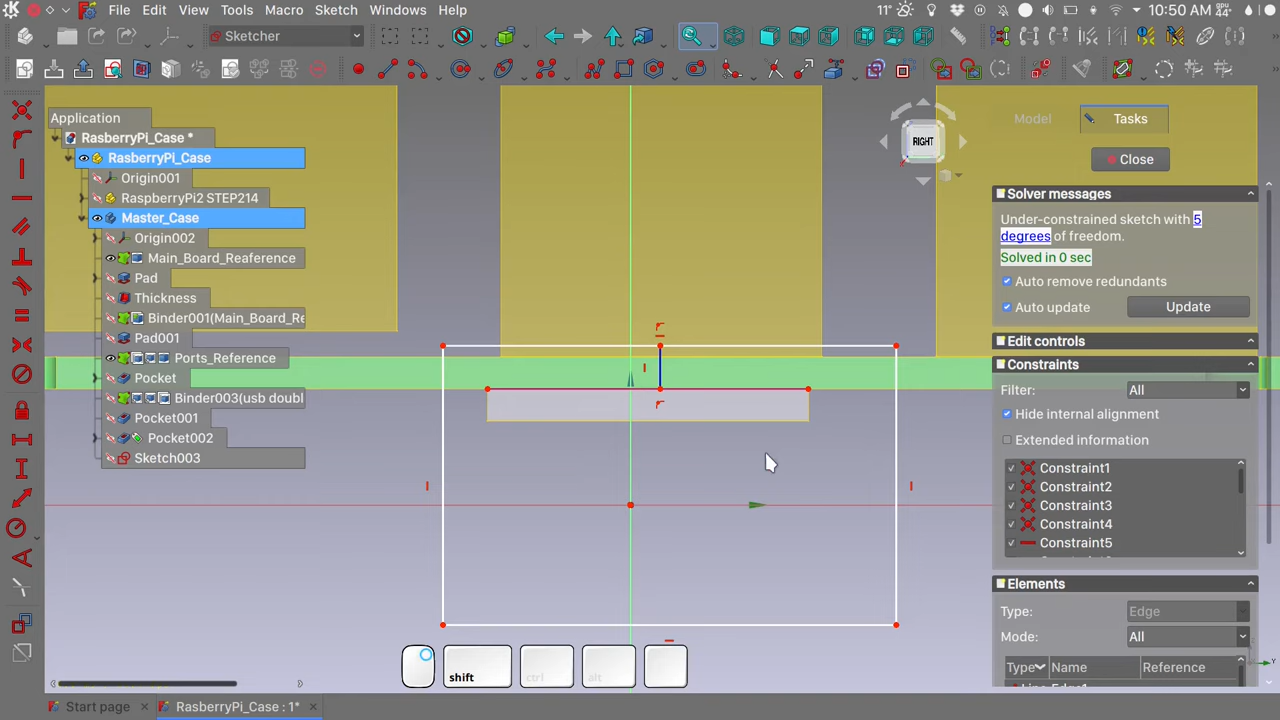 File Edit View Tools Macro Sketch Windows Help
11°
10:50 AM
44°
Sketcher
Application
RasberryPi_Case *
RasberryPi_Case
Origin001
RaspberryPi2 STEP214
Master_Case
Origin002
Main_Board_Reaference
Pad
Thickness
Binder001(Main_Board_Re
Pad001
Ports_Reference
Pocket
Binder003(usb doubl
Pocket001
Pocket002
Sketch003
RIGHT
Model
Tasks
Close
Solver messages
Under-constrained sketch with 5
degrees of freedom.
Solved in 0 sec
Auto remove redundants
Auto update
Update
Edit controls
Constraints
Filter: All
Hide internal alignment
Extended information
Constraint1
Constraint2
Constraint3
Constraint4
Constraint5
Elements
Type: Edge
Mode: All
Type Name Reference
shift ctrl alt
Start page
RasberryPi_Case : 1*